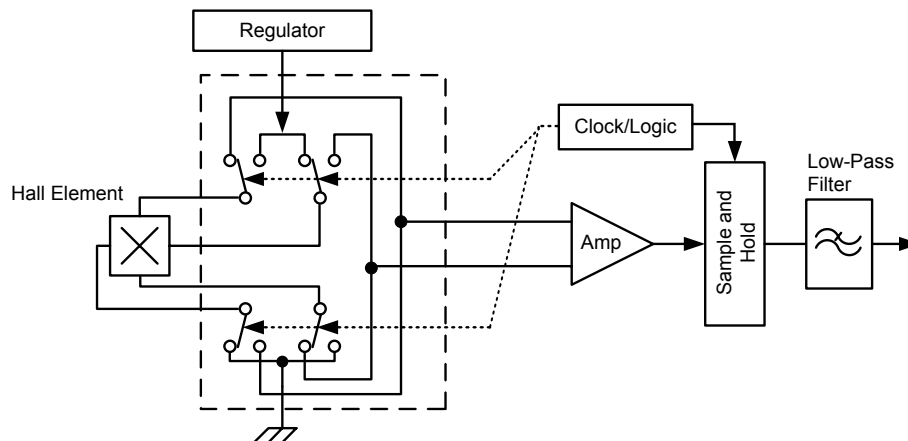 Regulator
Clock/Logic
Hall Element
Low-Pass
Filter
Amp
Sample and
Hold